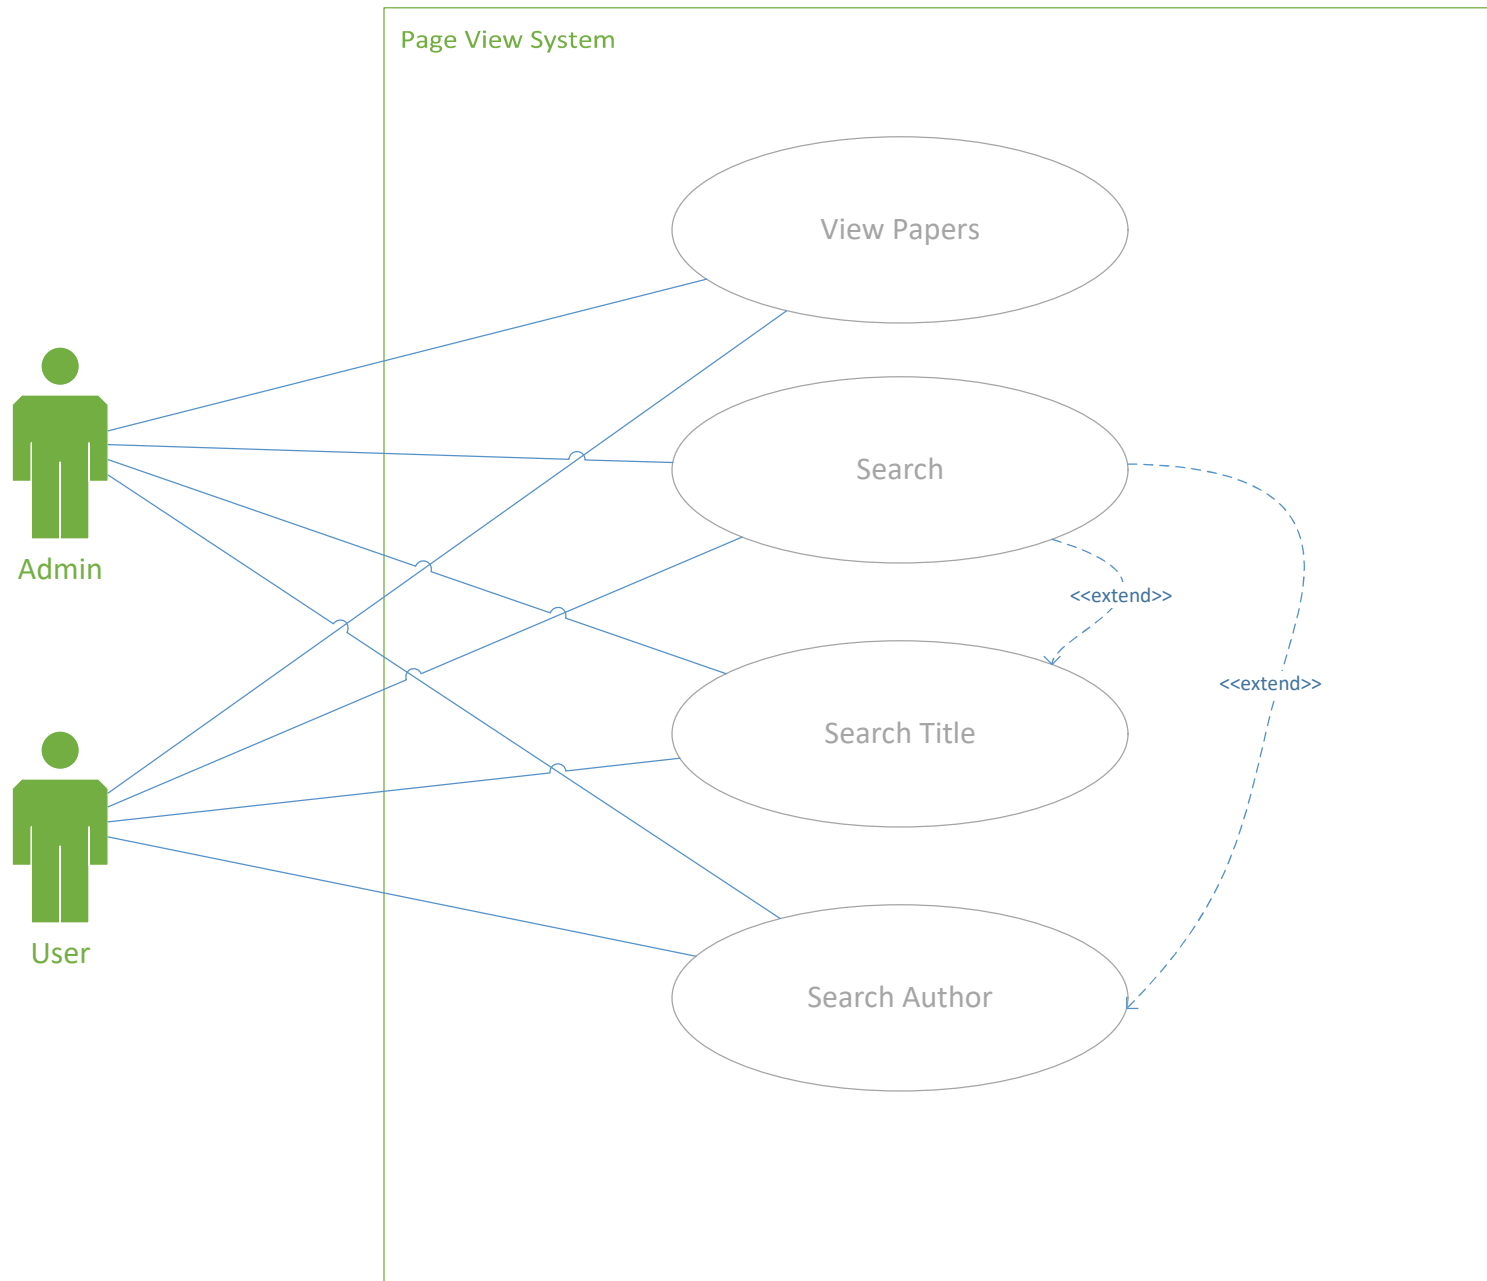 Page View System
View Papers
Search
Admin
<<extend>>
<<extend>>
Search Title
User
Search Author